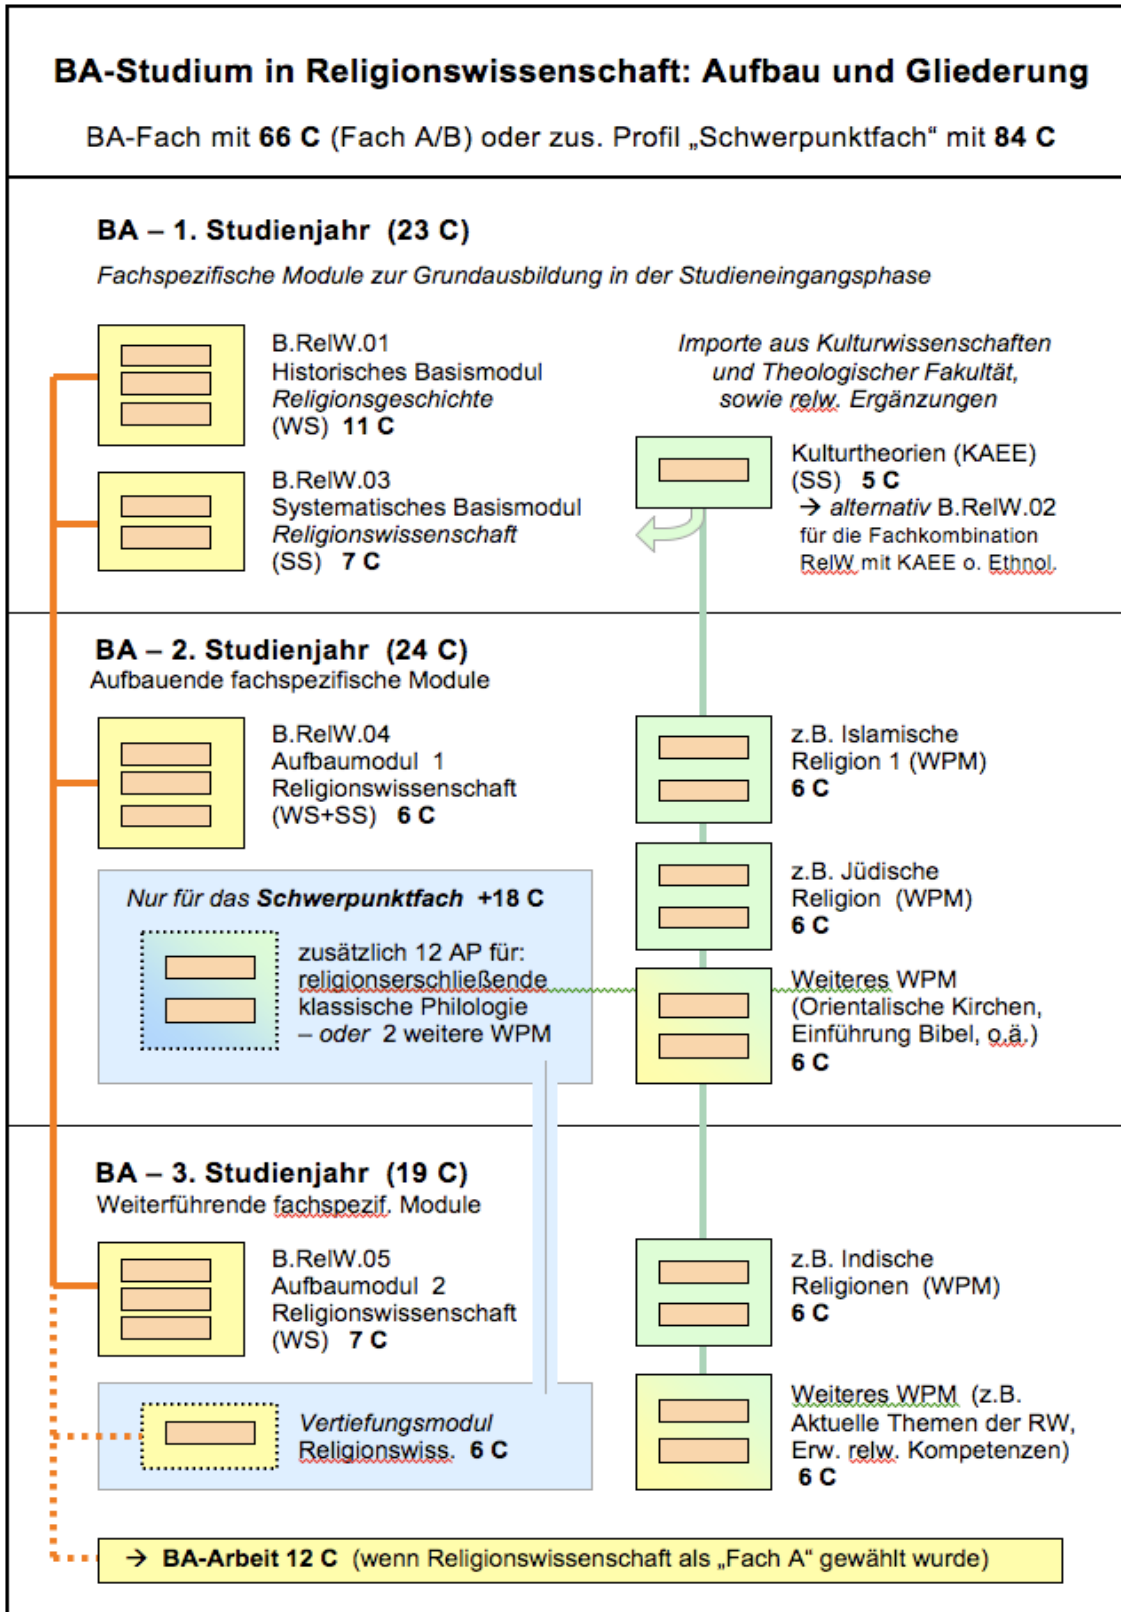 BA-Studium in Religionswissenschaft: Aufbau und Gliederung
BA-Fach mit 66 C (Fach A/B) oder zus. Profil „Schwerpunktfach“ mit 84 C
BA – 1. Studienjahr (23 C)
Fachspezifische Module zur Grundausbildung in der Studieneingangsphase
B.RelW.01
Historisches Basismodul
Religionsgeschichte
(WS) 11 C
B.RelW.03
Systematisches Basismodul
Religionswissenschaft
(SS) 7 C
Importe aus Kulturwissenschaften
und Theologischer Fakultät,
sowie relw. Ergänzungen
Kulturtheorien (KAEE)
(SS) 5 C
→ alternativ B.RelW.02
für die Fachkombination
RelW mit KAEE o. Ethnol.
BA – 2. Studienjahr (24 C)
Aufbauende fachspezifische Module
B.RelW.04
Aufbaumodul 1
Religionswissenschaft
(WS+SS) 6 C
Nur für das Schwerpunktfach +18 C
zusätzlich 12 AP für:
religionserschließende
klassische Philologie
– oder 2 weitere WPM
z.B. Islamische
Religion 1 (WPM)
6 C
z.B. Jüdische
Religion (WPM)
6 C
Weiteres WPM
(Orientalische Kirchen,
Einführung Bibel, o.ä.)
6 C
BA – 3. Studienjahr (19 C)
Weiterführende fachspezif. Module
B.RelW.05
Aufbaumodul 2
Religionswissenschaft
(WS) 7 C
Vertiefungsmodul
Religionswiss. 6 C
z.B. Indische
Religionen (WPM)
6 C
Weiteres WPM (z.B.
Aktuelle Themen der RW,
Erw. relw. Kompetenzen)
6 C
→ BA-Arbeit 12 C (wenn Religionswissenschaft als „Fach A“ gewählt wurde)